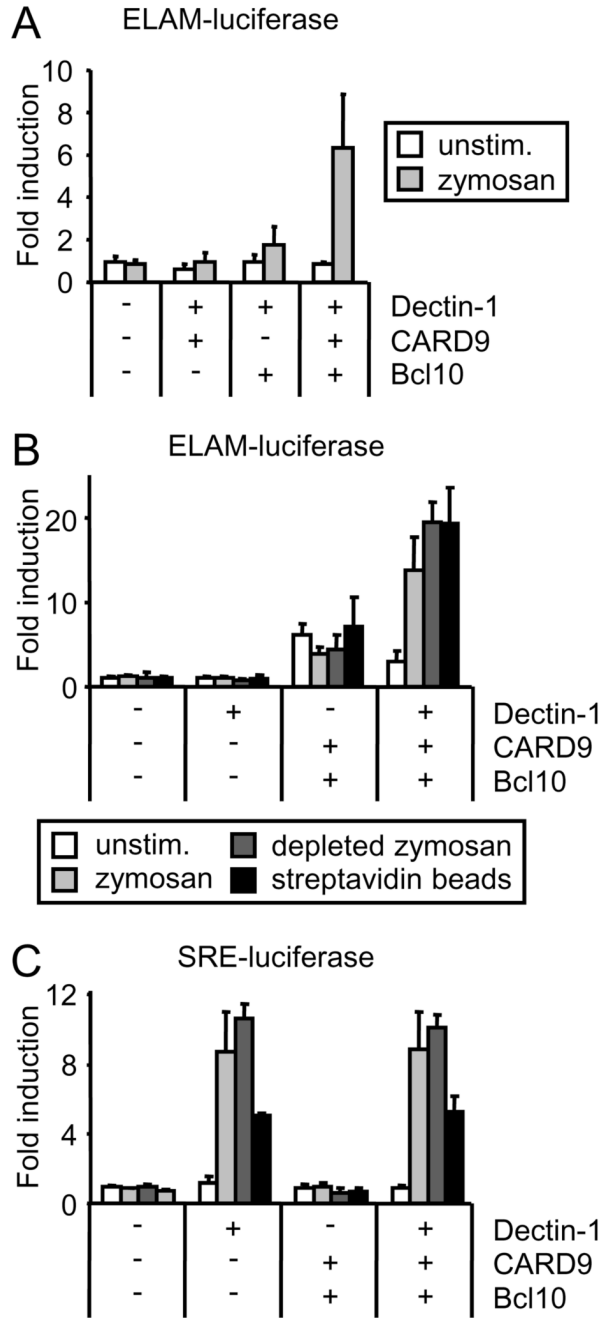 A
ELAM-luciferase
10
8
6
4
2
0
Fold induction
unstim.
zymosan
- + + + Dectin-1
- + - + CARD9
- - + + Bcl10
B
ELAM-luciferase
20
10
0
Fold induction
- + - + Dectin-1
- - + + CARD9
- - + + Bcl10
unstim. depleted zymosan
zymosan streptavidin beads
C
SRE-luciferase
12
8
4
0
Fold induction
- + - + Dectin-1
- - + + CARD9
- - + + Bcl10